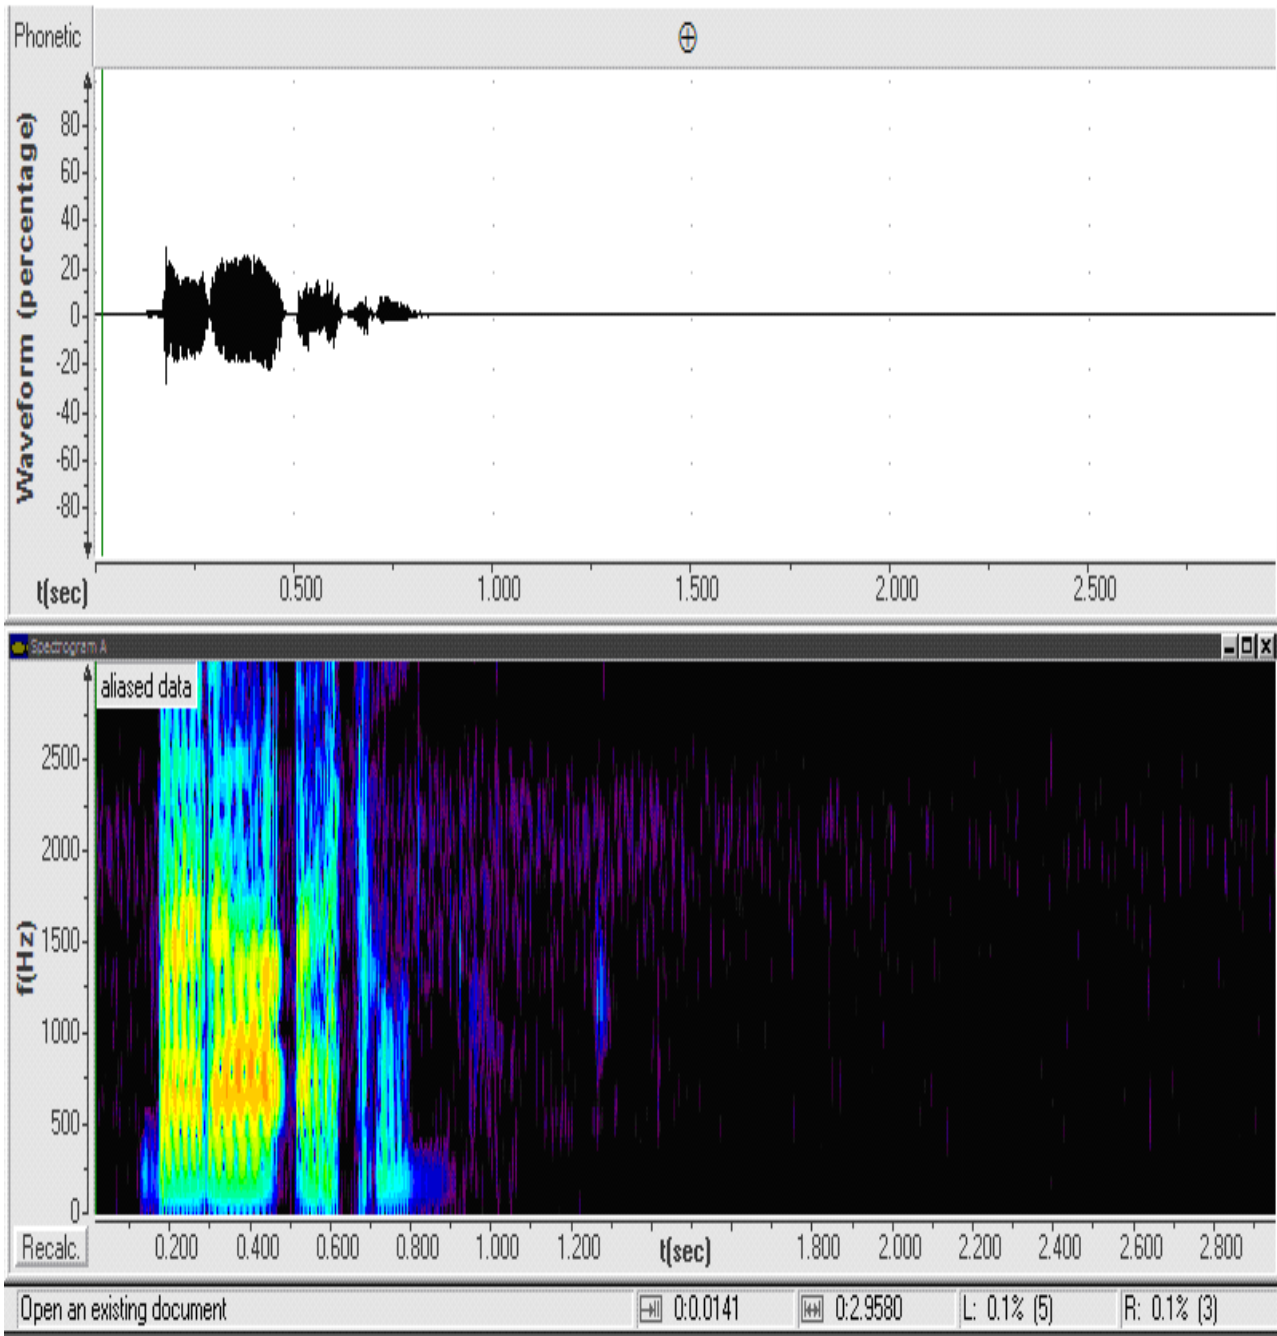 Phonetic
Waveform (percentage)
80
60
40
20
0
-20
-40
-60
-80
t(sec)
0.500 1.000 1.500 2.000 2.500
Spectrogram A
aliased data
f(Hz)
2500
2000
1500
1000
500
0
Recalc. 0.200 0.400 0.600 0.800 1.000 1.200 t(sec) 1.800 2.000 2.200 2.400 2.600 2.800
Open an existing document 0:0.0141 0:2.9580 L: 0.1% (5) R: 0.1% (3)